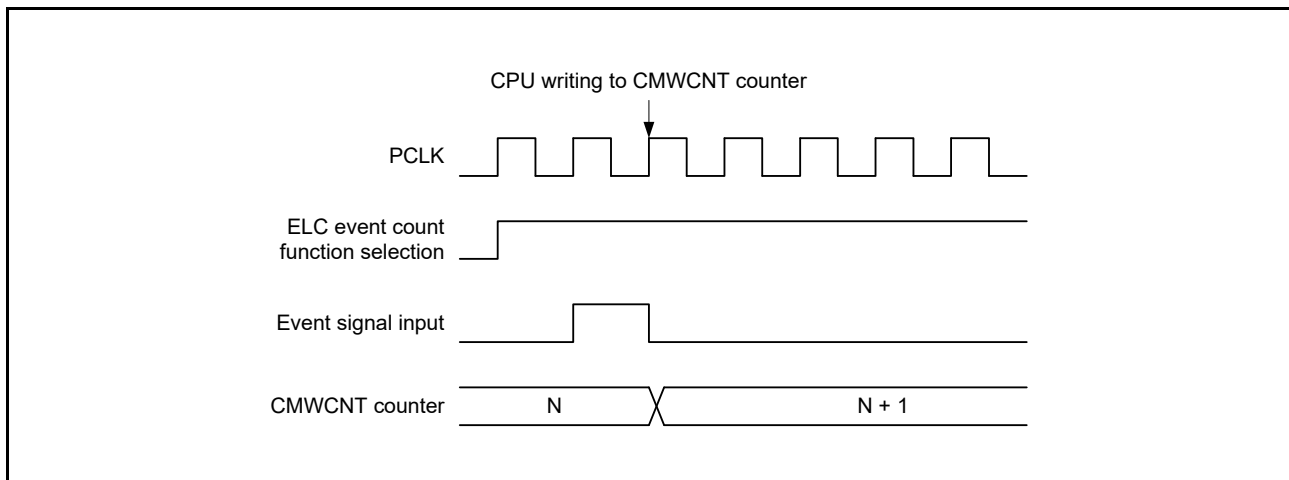 CPU writing to CMWCNT counter
PCLK
ELC event count
function selection
Event signal input
CMWCNT counter
N
N + 1